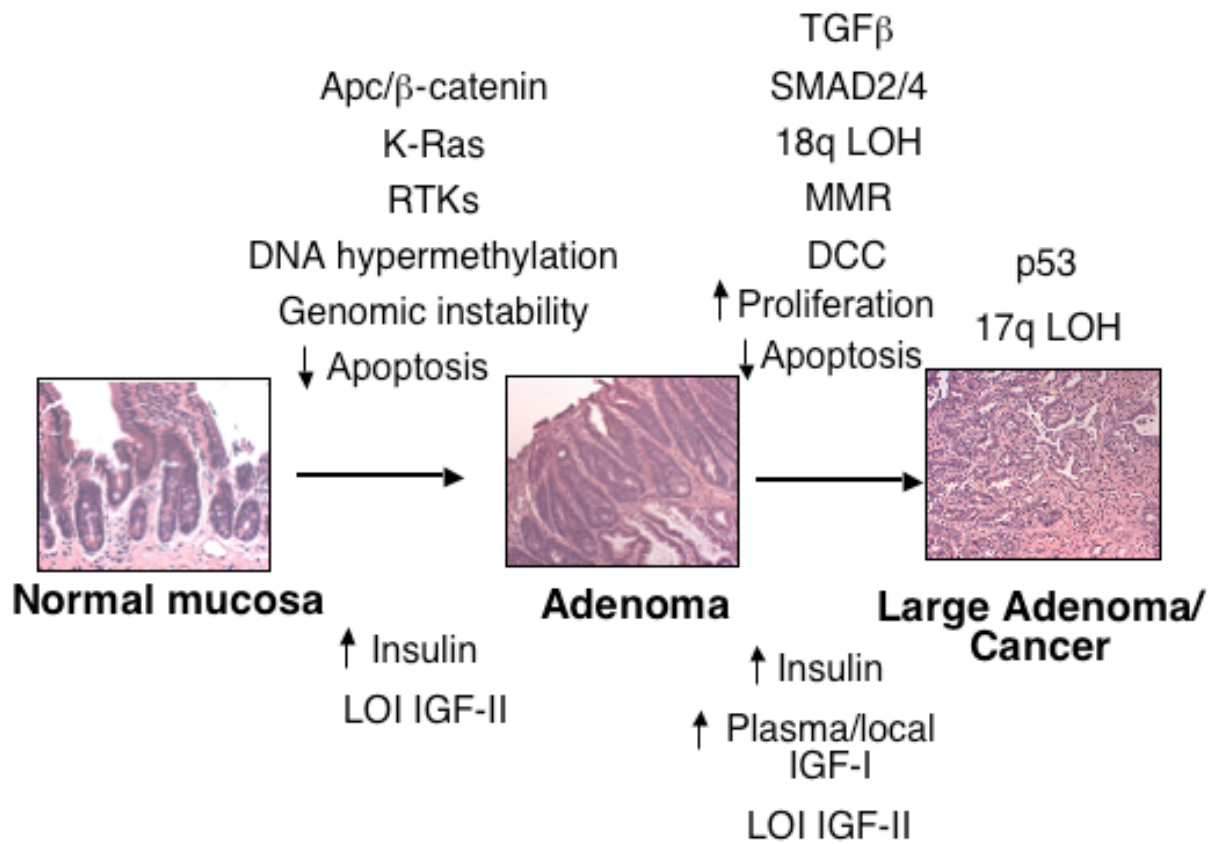 Apc/β-catenin
K-Ras
RTKs
DNA hypermethylation
Genomic instability
↓ Apoptosis
TGFβ
SMAD2/4
18q LOH
MMR
DCC
↑ Proliferation
↓ Apoptosis
p53
17q LOH
Normal mucosa
Adenoma
Large Adenoma/
Cancer
↑ Insulin
LOI IGF-II
↑ Insulin
↑ Plasma/local
IGF-I
LOI IGF-II